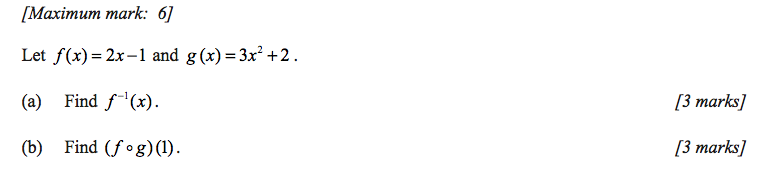 [Maximum mark: 6]
Let f(x) = 2x − 1 and g(x) = 3x² + 2.
(a) Find f⁻¹(x). [3 marks]
(b) Find (f ∘ g)(1). [3 marks]